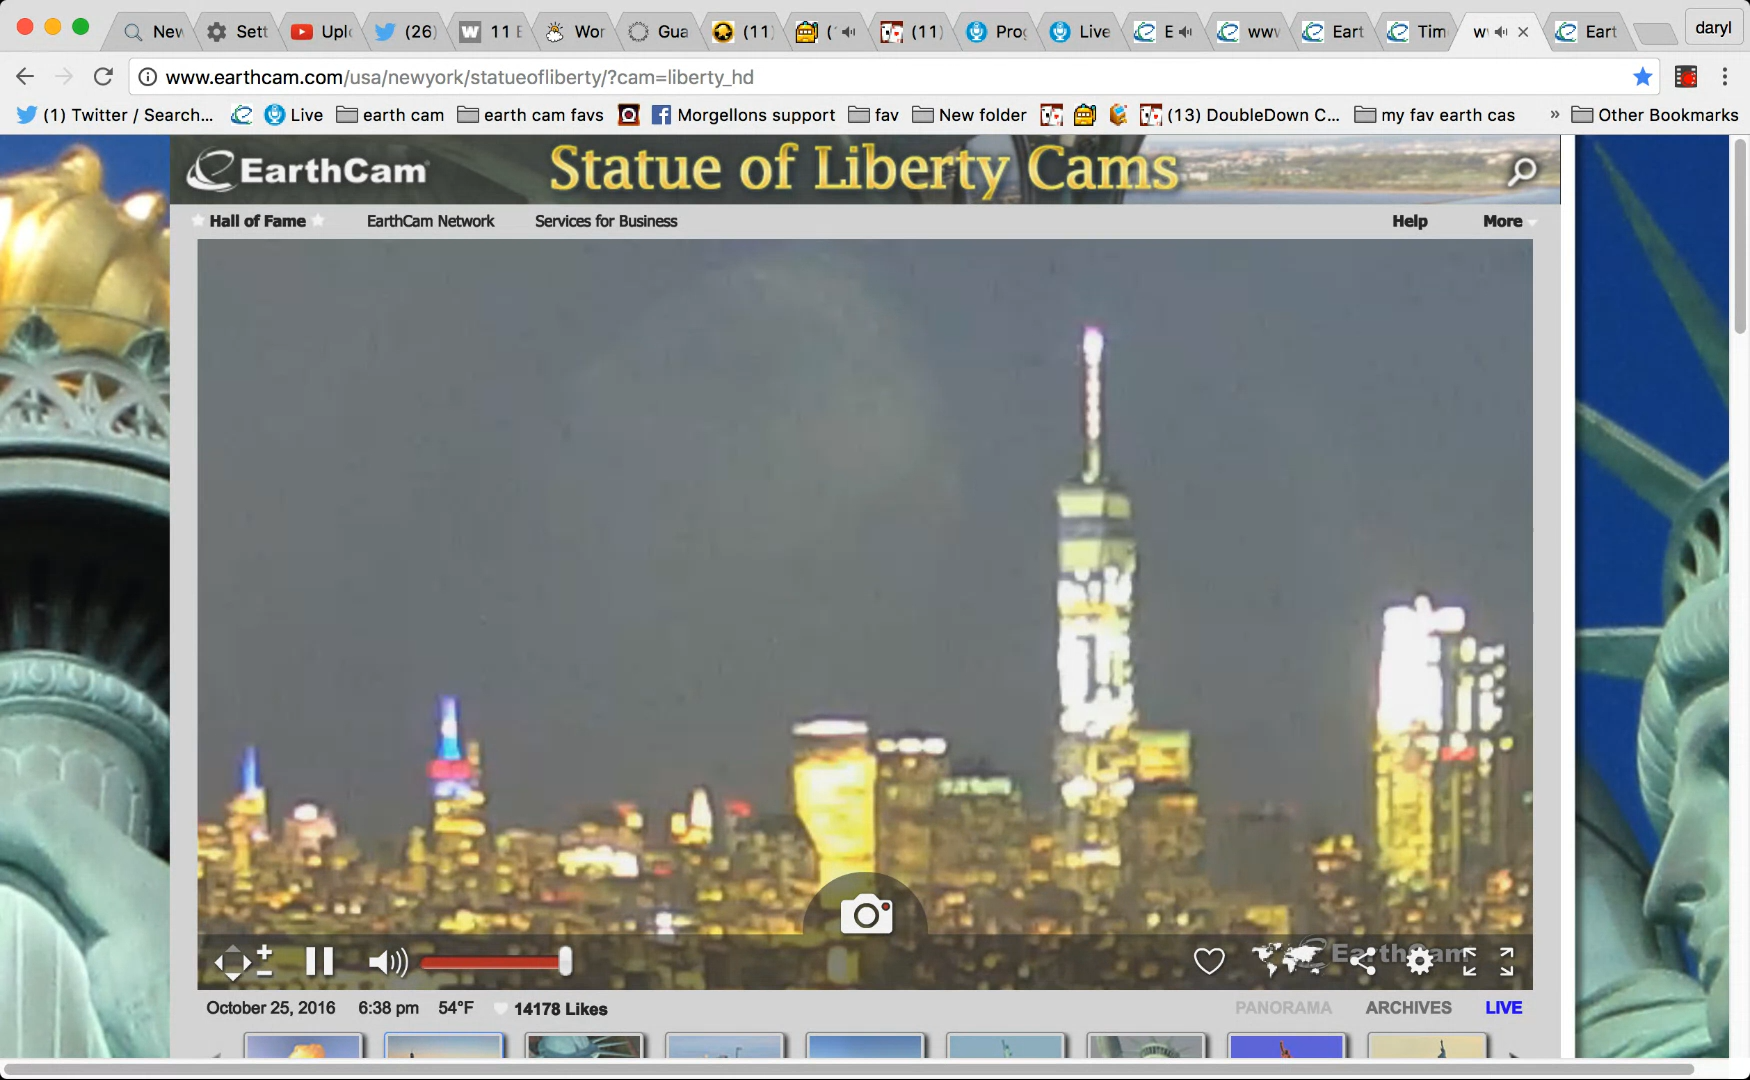 New
Sett
Uplo
(26)
W 11 E
Wor
Gua
(11)
(
(11)
Prog
Live
E
www
Eart
Tim
w
Eart
daryl
www.earthcam.com/usa/newyork/statueofliberty/?cam=liberty_hd
(1) Twitter / Search...
Live
earth cam
earth cam favs
Morgellons support
fav
New folder
(13) DoubleDown C...
my fav earth cas
» Other Bookmarks
EarthCam
Statue of Liberty Cams
Hall of Fame
EarthCam Network
Services for Business
Help
More
EarthCam
October 25, 2016 6:38 pm 54°F 14178 Likes
PANORAMA ARCHIVES LIVE